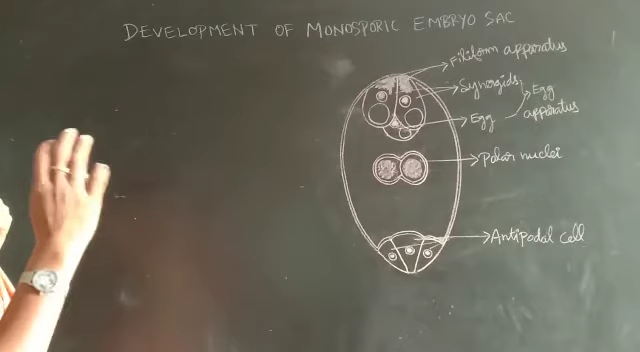 DEVELOPMENT OF MONOSPORIC EMBRYO SAC
Filiform apparatus
Synergids
Egg apparatus
Egg
Polar nuclei
Antipodal cell